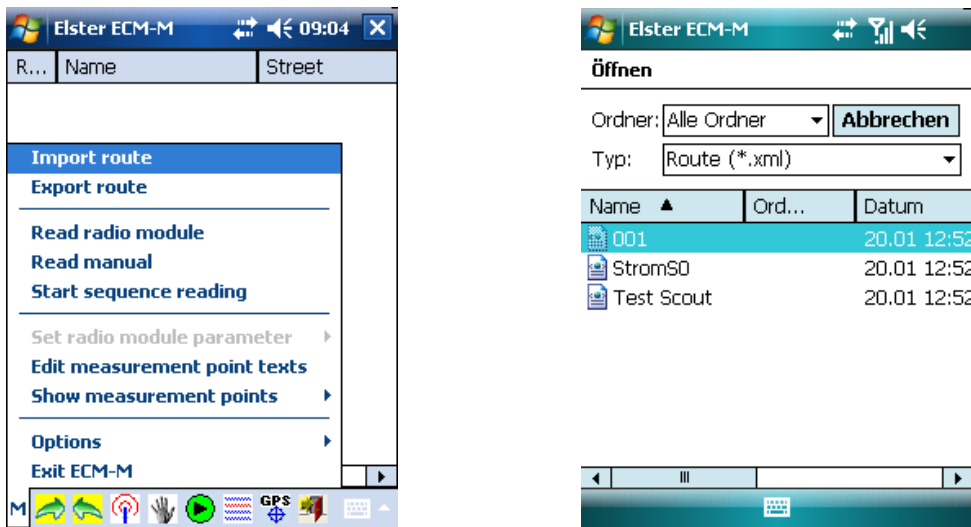 Elster ECM-M 09:04
R... Name Street
Import route
Export route
Read radio module
Read manual
Start sequence reading
Set radio module parameter
Edit measurement point texts
Show measurement points
Options
Exit ECM-M
M GPS
Elster ECM-M
Öffnen
Ordner: Alle Ordner Abbrechen
Typ: Route (*.xml)
Name Ord... Datum
001 20.01 12:52
StromS0 20.01 12:52
Test Scout 20.01 12:52